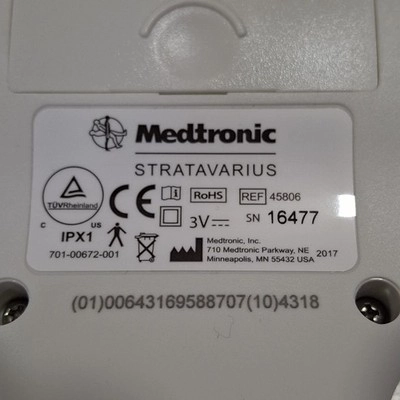 Medtronic
STRATAVARIUS
TÜVRheinland
C US
CE
i
RoHS
REF 45806
3V
SN 16477
IPX1
701-00672-001
Medtronic, Inc.
710 Medtronic Parkway, NE
Minneapolis, MN 55432 USA
2017
(01)00643169588707(10)4318